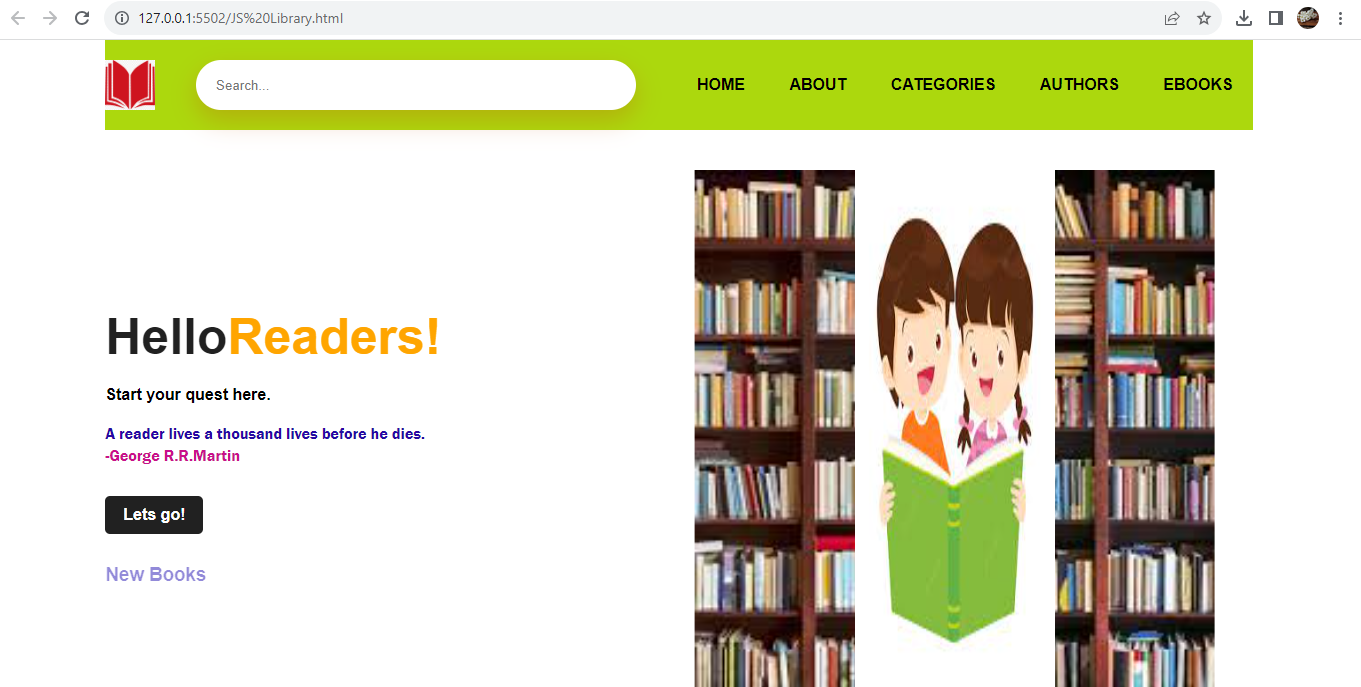 127.0.0.1:5502/JS%20Library.html
Search...
HOME ABOUT CATEGORIES AUTHORS EBOOKS
HelloReaders!
Start your quest here.
A reader lives a thousand lives before he dies.
-George R.R.Martin
Lets go!
New Books